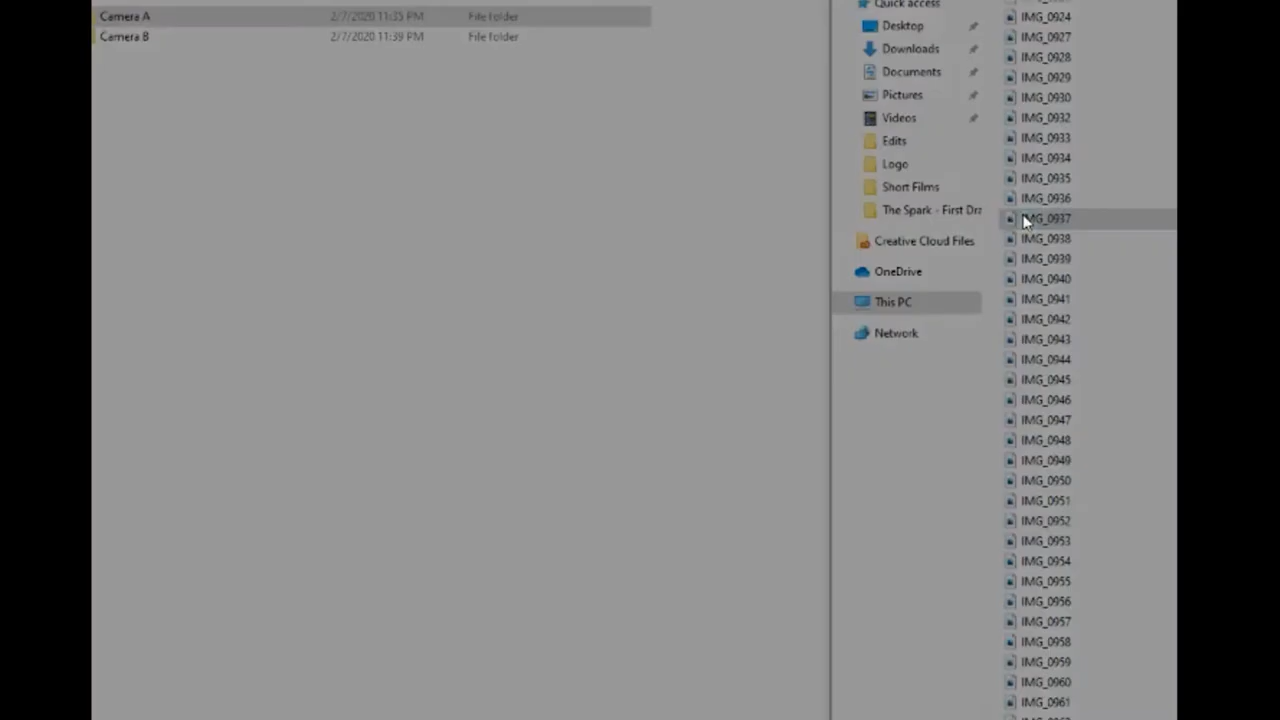 Camera A 2/7/2020 11:35 PM File folder
Camera B 2/7/2020 11:39 PM File folder
Quick access
Desktop
Downloads
Documents
Pictures
Videos
Edits
Logo
Short Films
The Spark - First Dra
Creative Cloud Files
OneDrive
This PC
Network
IMG_0924
IMG_0927
IMG_0928
IMG_0929
IMG_0930
IMG_0932
IMG_0933
IMG_0934
IMG_0935
IMG_0936
IMG_0937
IMG_0938
IMG_0939
IMG_0940
IMG_0941
IMG_0942
IMG_0943
IMG_0944
IMG_0945
IMG_0946
IMG_0947
IMG_0948
IMG_0949
IMG_0950
IMG_0951
IMG_0952
IMG_0953
IMG_0954
IMG_0955
IMG_0956
IMG_0957
IMG_0958
IMG_0959
IMG_0960
IMG_0961